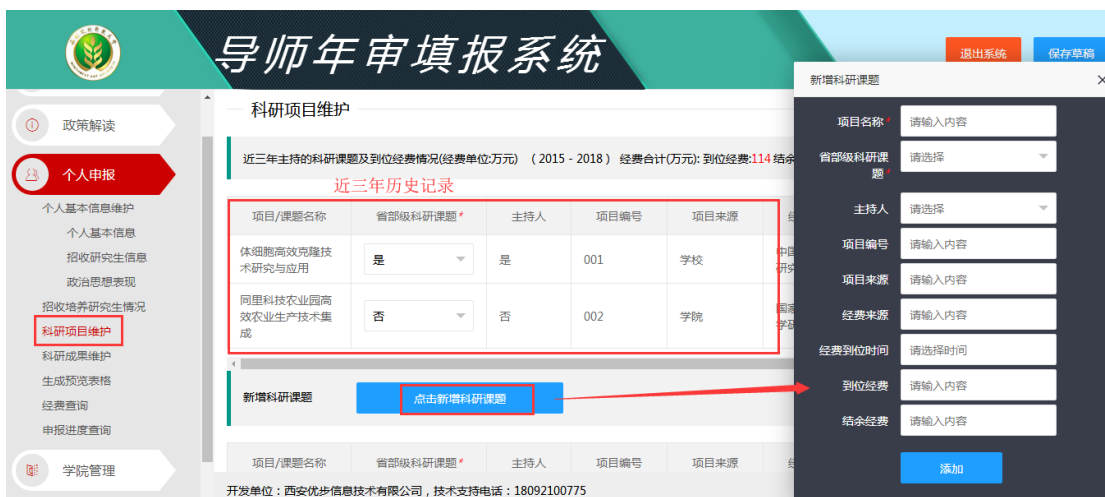 导师年审填报系统
退出系统
保存草稿
政策解读
个人申报
个人基本信息维护
个人基本信息
招收研究生信息
政治思想表现
招收培养研究生情况
科研项目维护
科研成果维护
生成预览表格
经费查询
申报进度查询
学院管理
科研项目维护
近三年主持的科研课题及到位经费情况(经费单位:万元) （2015 - 2018） 经费合计(万元): 到位经费:114 结余
近三年历史记录
项目/课题名称 省部级科研课题* 主持人 项目编号 项目来源
体细胞高效克隆技 是 是 001 学校
术研究与应用
同里科技农业园高 否 否 002 学院
效农业生产技术集
成
新增科研课题 点击新增科研课题
项目/课题名称 省部级科研课题* 主持人 项目编号 项目来源
开发单位：西安优步信息技术有限公司，技术支持电话：18092100775
新增科研课题
项目名称* 请输入内容
省部级科研课 请选择
题*
主持人 请选择
项目编号 请输入内容
项目来源 请输入内容
经费来源 请输入内容
经费到位时间 请选择时间
到位经费 请输入内容
结余经费 请输入内容
添加